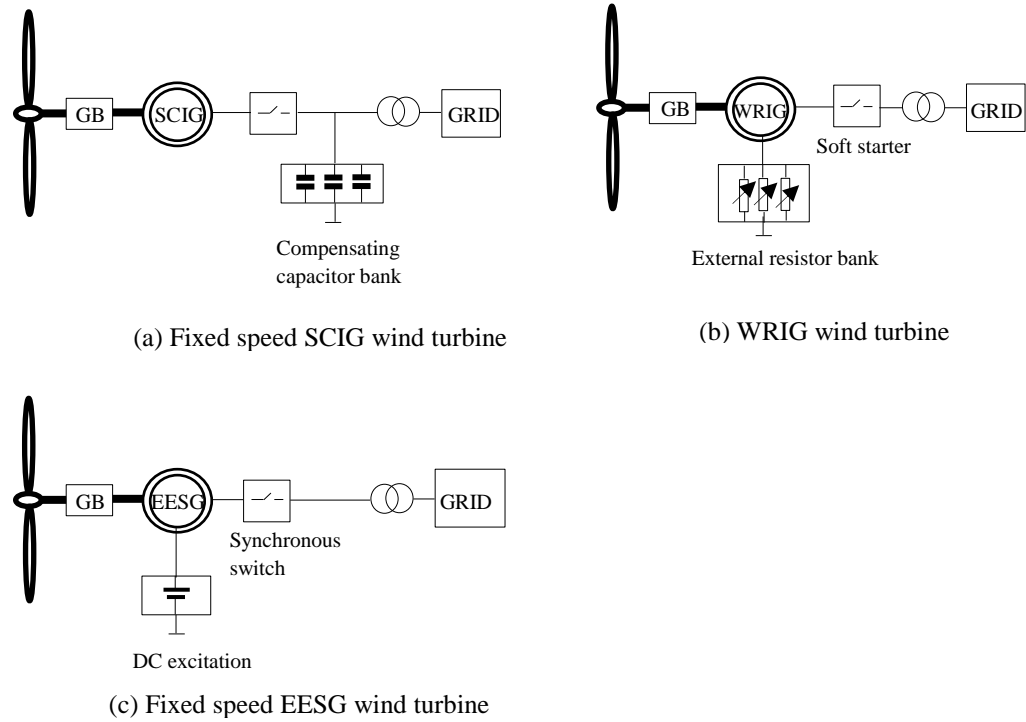 GB
SCIG
GRID
Compensating
capacitor bank
(a) Fixed speed SCIG wind turbine
GB
WRIG
GRID
Soft starter
External resistor bank
(b) WRIG wind turbine
GB
EESG
GRID
Synchronous
switch
DC excitation
(c) Fixed speed EESG wind turbine